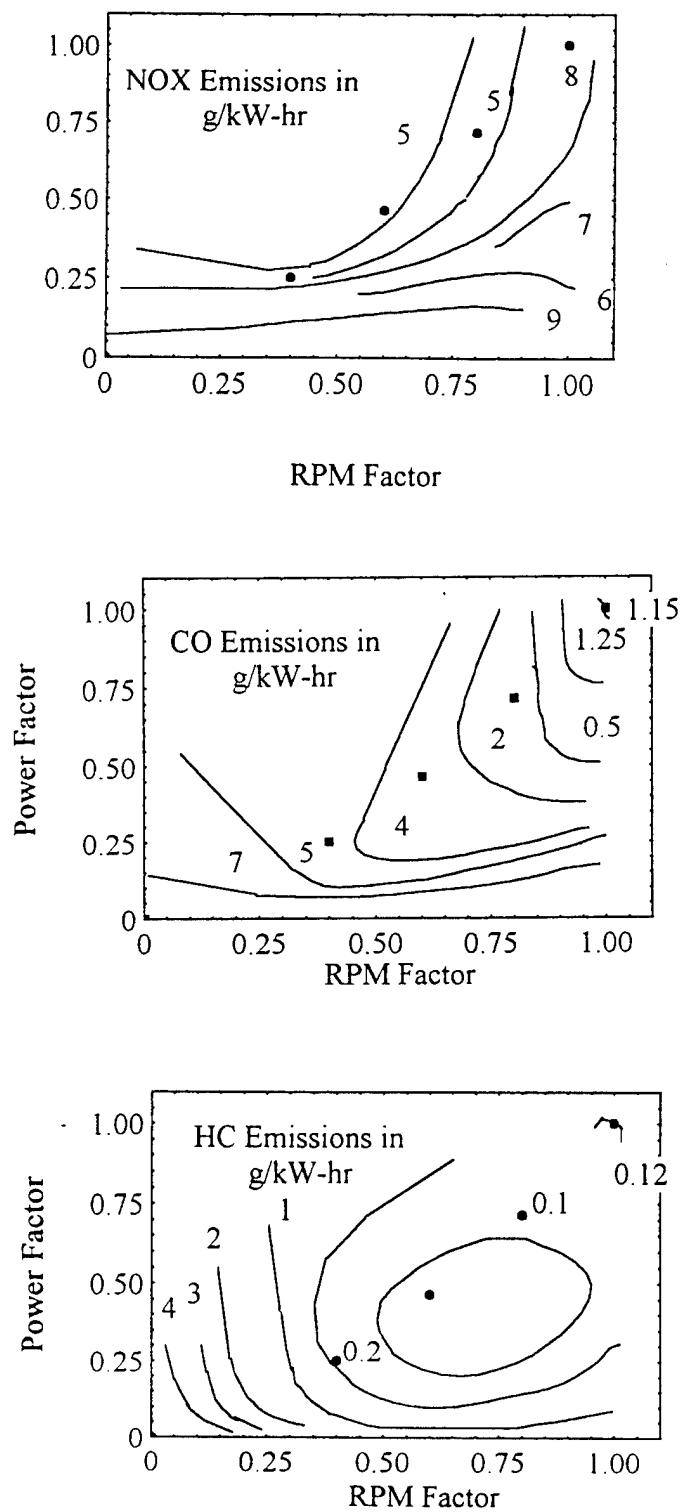 1.00
NOX Emissions in
g/kW-hr
8
5
5
0.75
0.50
7
0.25
6
9
0
0 0.25 0.50 0.75 1.00
RPM Factor
1.00
1.15
CO Emissions in
g/kW-hr
1.25
0.75
2
0.5
Power Factor
0.50
4
5
7
0.25
0
0 0.25 0.50 0.75 1.00
RPM Factor
1.00
HC Emissions in
g/kW-hr
0.12
0.75
1
0.1
2
Power Factor
0.50
3
4
0.2
0.25
0
0 0.25 0.50 0.75 1.00
RPM Factor